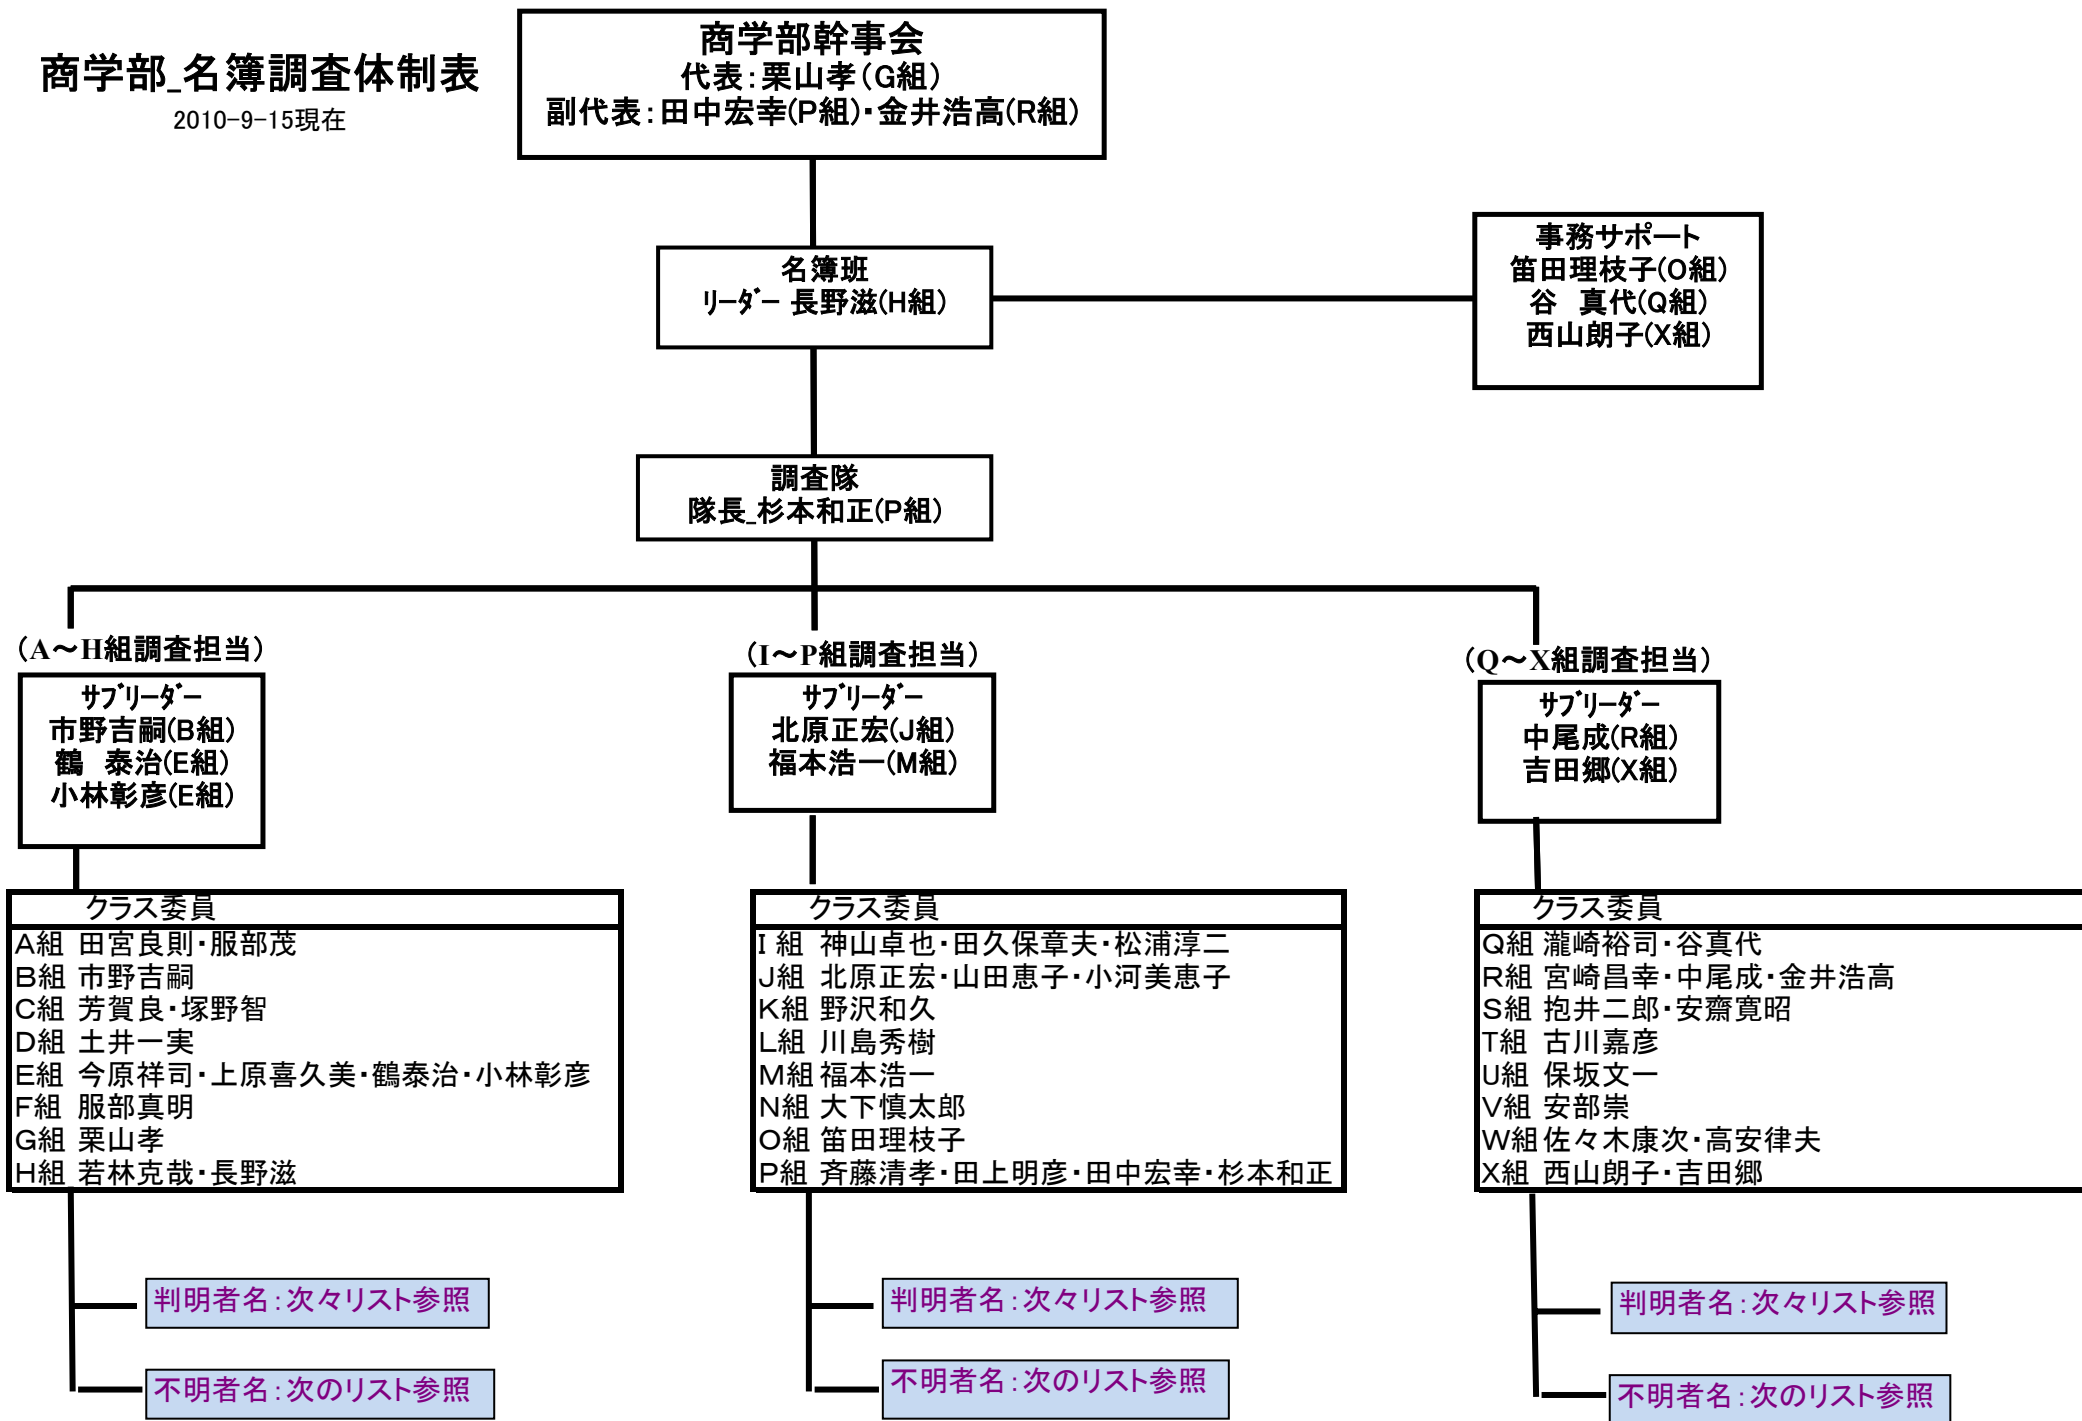 商学部_名簿調査体制表
2010-9-15現在
商学部幹事会
代表：栗山孝（G組）
副代表：田中宏幸(P組)・金井浩高(R組)
名簿班
ﾘｰﾀﾞｰ 長野滋(H組)
事務サポート
笛田理枝子(O組)
谷　真代(Q組)
西山朗子(X組)
調査隊
隊長_杉本和正(P組)
（A～H組調査担当）
ｻﾌﾞﾘｰﾀﾞｰ
市野吉嗣(B組)
鶴　泰治(E組)
小林彰彦(E組)
（I～P組調査担当）
ｻﾌﾞﾘｰﾀﾞｰ
北原正宏(J組)
福本浩一(M組)
（Q～X組調査担当）
ｻﾌﾞﾘｰﾀﾞｰ
中尾成(R組)
吉田郷(X組)
クラス委員
A組 田宮良則・服部茂
B組 市野吉嗣
C組 芳賀良・塚野智
D組 土井一実
E組 今原祥司・上原喜久美・鶴泰治・小林彰彦
F組 服部真明
G組 栗山孝
H組 若林克哉・長野滋
クラス委員
I 組 神山卓也・田久保章夫・松浦淳二
J組 北原正宏・山田恵子・小河美恵子
K組 野沢和久
L組 川島秀樹
M組 福本浩一
N組 大下慎太郎
O組 笛田理枝子
P組 斉藤清孝・田上明彦・田中宏幸・杉本和正
クラス委員
Q組 瀧崎裕司・谷真代
R組 宮崎昌幸・中尾成・金井浩高
S組 抱井二郎・安齋寛昭
T組 古川嘉彦
U組 保坂文一
V組 安部崇
W組 佐々木康次・高安律夫
X組 西山朗子・吉田郷
判明者名：次々リスト参照
不明者名：次のリスト参照
判明者名：次々リスト参照
不明者名：次のリスト参照
判明者名：次々リスト参照
不明者名：次のリスト参照